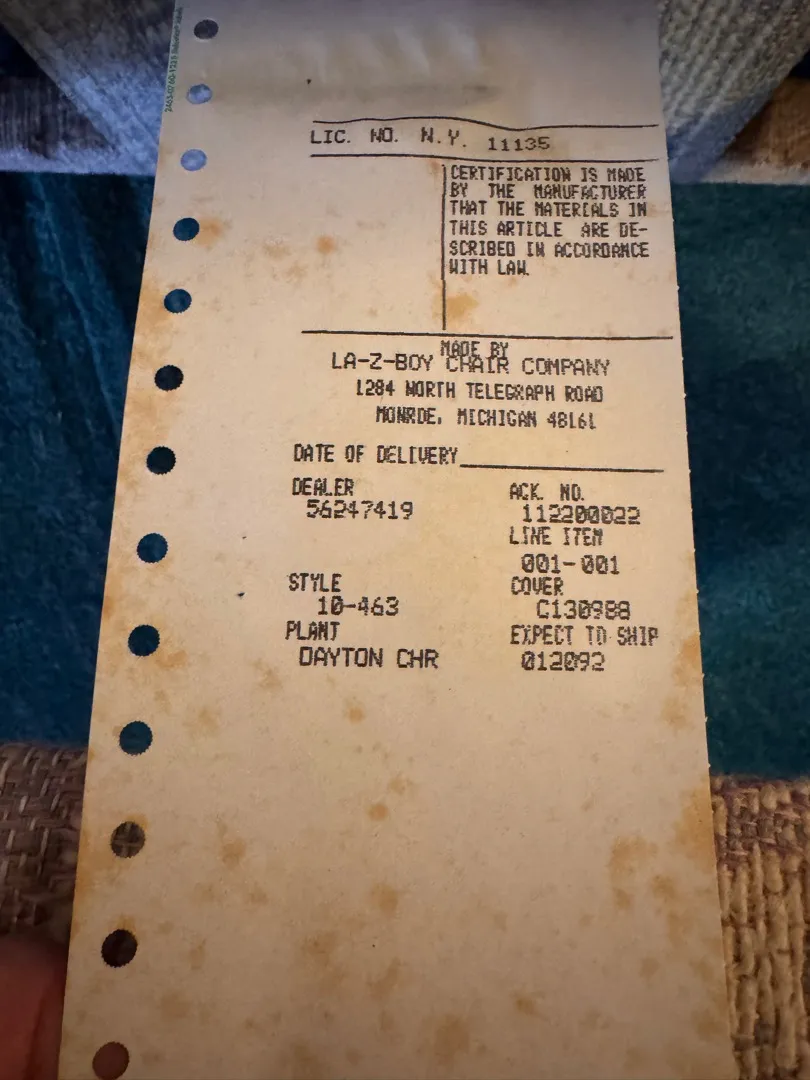 LIC. NO. N.Y. 11135
CERTIFICATION IS MADE
BY THE MANUFACTURER
THAT THE MATERIALS IN
THIS ARTICLE ARE DE-
SCRIBED IN ACCORDANCE
WITH LAW.
MADE BY
LA-Z-BOY CHAIR COMPANY
1284 NORTH TELEGRAPH ROAD
MONROE, MICHIGAN 48161
DATE OF DELIVERY
DEALER ACK. NO.
56247419 112200022
LINE ITEM
001-001
STYLE COVER
10-463 C130988
PLANT EXPECT TO SHIP
DAYTON CHR 012092